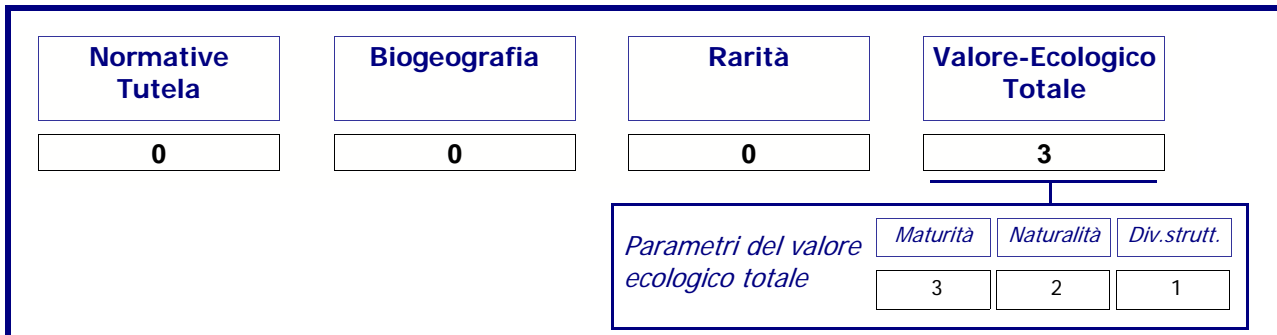 Normative
Tutela
Biogeografia
Rarità
Valore-Ecologico
Totale
0
0
0
3
Parametri del valore
ecologico totale
Maturità
Naturalità
Div.strutt.
3
2
1